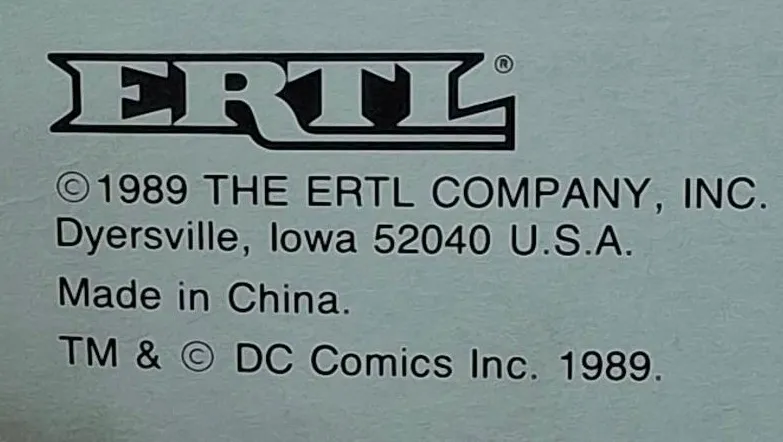 ERTL®
©1989 THE ERTL COMPANY, INC.
Dyersville, Iowa 52040 U.S.A.
Made in China.
TM & © DC Comics Inc. 1989.